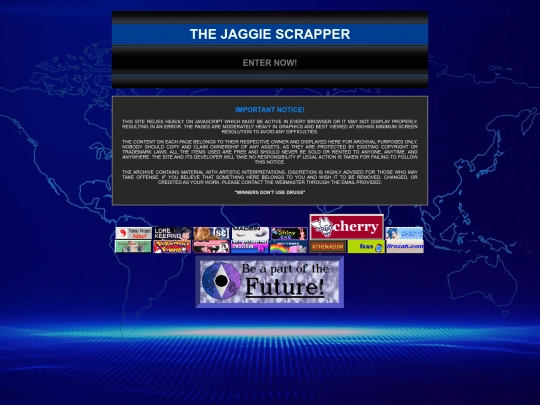 THE JAGGIE SCRAPPER
ENTER NOW!
IMPORTANT NOTICE!
THIS SITE RELIES HEAVILY ON JAVASCRIPT WHICH MUST BE ACTIVE IN EVERY BROWSER OR IT MAY NOT DISPLAY PROPERLY,
RESULTING IN AN ERROR. THE PAGES ARE MODERATELY HEAVY IN GRAPHICS AND BEST VIEWED AT 800×600 MINIMUM SCREEN
RESOLUTION TO AVOID ANY DIFFICULTIES.
THE CONTENT ON EACH PAGE BELONGS TO THEIR RESPECTIVE OWNER AND DISPLAYED HERE FOR ARCHIVAL PURPOSES ONLY.
NOBODY SHOULD COPY AND CLAIM OWNERSHIP OF ANY ASSETS, AS THEY ARE PROTECTED BY EXISTING COPYRIGHT OR
TRADEMARK LAWS. ALL THE ITEMS USED ARE FREE AND SHOULD NEVER BE SOLD OR RENTED TO ANYONE, ANYTIME, AND
ANYWHERE. THE SITE AND ITS DEVELOPER WILL TAKE NO RESPONSIBILITY IF LEGAL ACTION IS TAKEN FOR FAILING TO FOLLOW
THIS NOTICE.
THE ARCHIVE CONTAINS MATERIAL WITH ARTISTIC INTERPRETATIONS. DISCRETION IS HIGHLY ADVISED FOR THOSE WHO MAY
TAKE OFFENSE. IF YOU BELIEVE THAT SOMETHING HERE BELONGS TO YOU AND WISH IT TO BE REMOVED, CHANGED, OR
CREDITED AS YOUR WORK, PLEASE CONTACT THE WEBMASTER THROUGH THE EMAIL PROVIDED.
"WINNERS DON'T USE DRUGS"
LORE
KEEPING
cherry
ATHENAEUM
firozah.com
Be a part of the
Future!